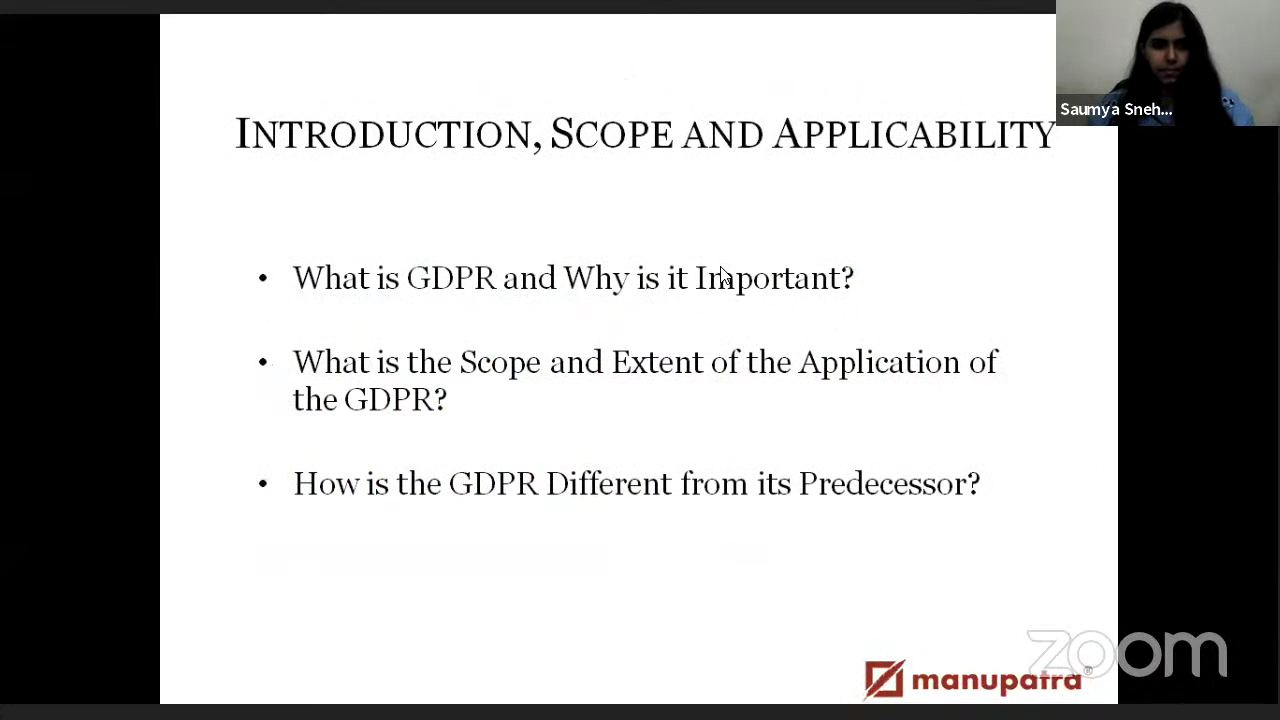 Saumya Sneh...
INTRODUCTION, SCOPE AND APPLICABILITY
• What is GDPR and Why is it Important?
• What is the Scope and Extent of the Application of
the GDPR?
• How is the GDPR Different from its Predecessor?
zoom
manupatra®